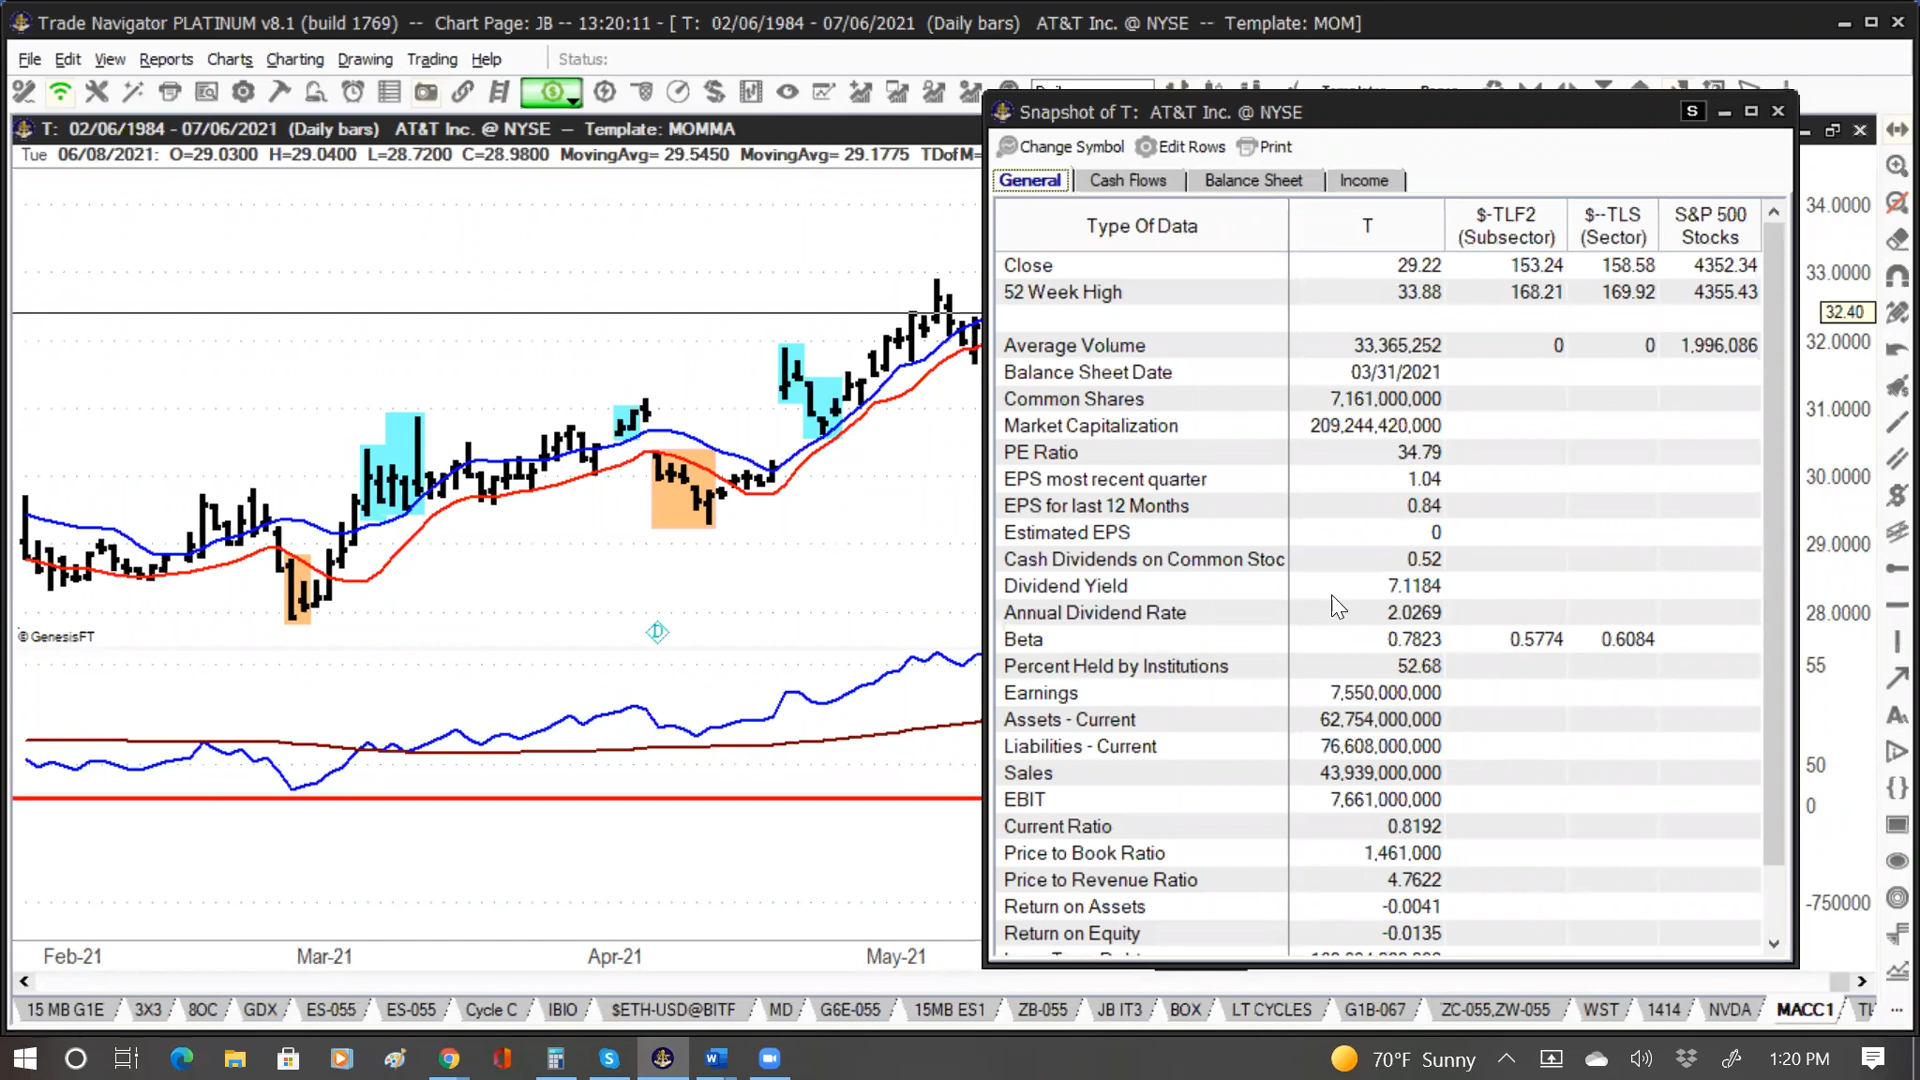 Trade Navigator PLATINUM v8.1 (build 1769) -- Chart Page: JB -- 13:20:11 - [ T: 02/06/1984 - 07/06/2021 (Daily bars) AT&T Inc. @ NYSE -- Template: MOM]
File Edit View Reports Charts Charting Drawing Trading Help Status:
T: 02/06/1984 - 07/06/2021 (Daily bars) AT&T Inc. @ NYSE – Template: MOMMA
Tue 06/08/2021: O=29.0300 H=29.0400 L=28.7200 C=28.9800 MovingAvg= 29.5450 MovingAvg= 29.1775 TDofM=
Snapshot of T: AT&T Inc. @ NYSE S
Change Symbol Edit Rows Print
General Cash Flows Balance Sheet Income
Type Of Data T $-TLF2 (Subsector) $--TLS (Sector) S&P 500 Stocks
Close 29.22 153.24 158.58 4352.34
52 Week High 33.88 168.21 169.92 4355.43
Average Volume 33,365,252 0 0 1,996,086
Balance Sheet Date 03/31/2021
Common Shares 7,161,000,000
Market Capitalization 209,244,420,000
PE Ratio 34.79
EPS most recent quarter 1.04
EPS for last 12 Months 0.84
Estimated EPS 0
Cash Dividends on Common Stoc 0.52
Dividend Yield 7.1184
Annual Dividend Rate 2.0269
Beta 0.7823 0.5774 0.6084
Percent Held by Institutions 52.68
Earnings 7,550,000,000
Assets - Current 62,754,000,000
Liabilities - Current 76,608,000,000
Sales 43,939,000,000
EBIT 7,661,000,000
Current Ratio 0.8192
Price to Book Ratio 1,461,000
Price to Revenue Ratio 4.7622
Return on Assets -0.0041
Return on Equity -0.0135
34.0000
33.0000
32.40
32.0000
31.0000
30.0000
29.0000
28.0000
55
50
0
-750000
© GenesisFT
D
Feb-21 Mar-21 Apr-21 May-21
15 MB G1E 3X3 8OC GDX ES-055 ES-055 Cycle C IBIO $ETH-USD@BITF MD G6E-055 15MB ES1 ZB-055 JB IT3 BOX LT CYCLES G1B-067 ZC-055,ZW-055 WST 1414 NVDA MACC1
70°F Sunny 1:20 PM